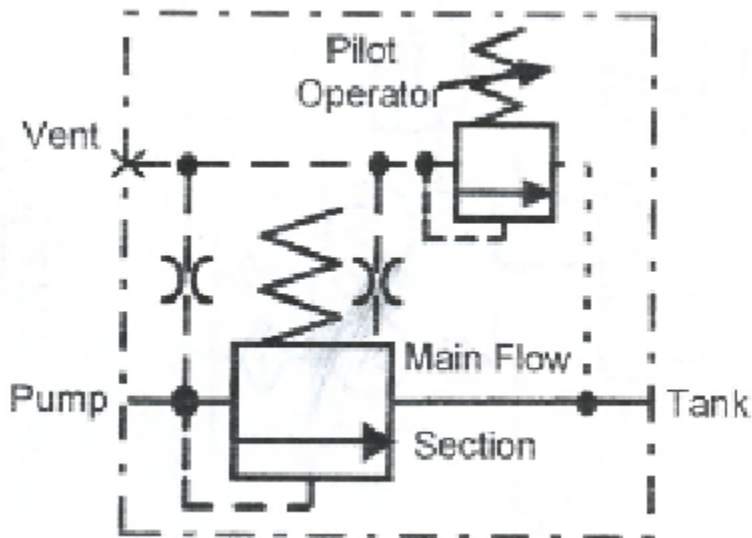 Pilot
Operator
Vent
Main Flow
Pump
Tank
Section